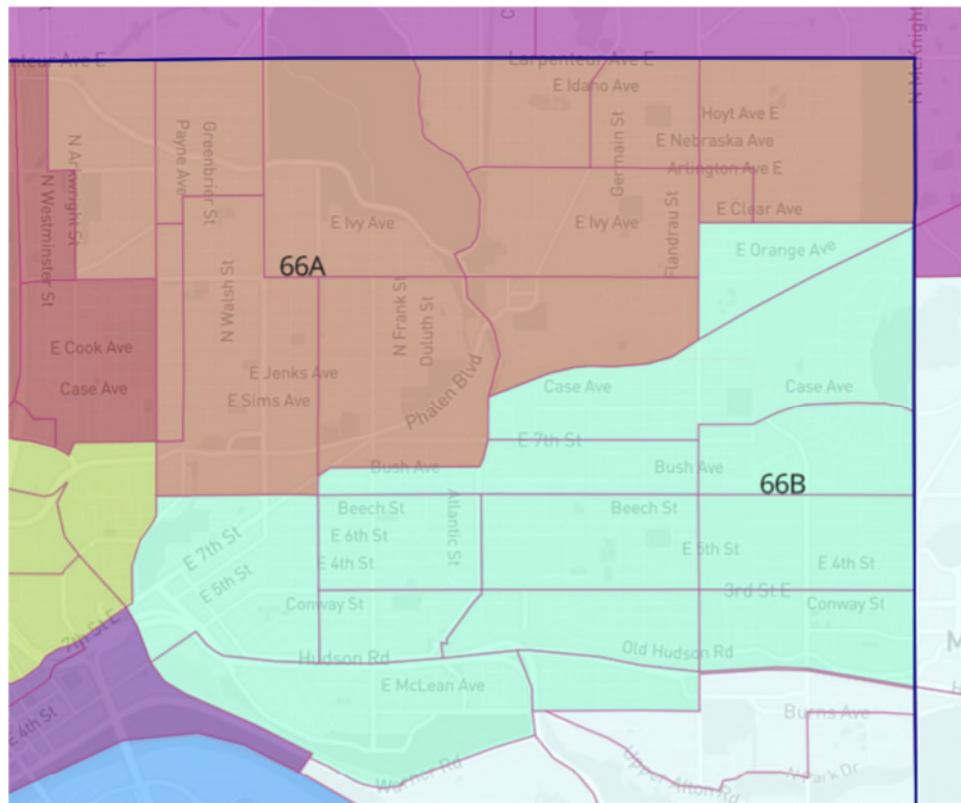 Larpenteur Ave E
N McKnight
E Idaho Ave
Hoyt Ave E
E Nebraska Ave
Arlington Ave E
E Clear Ave
N Arkwright St
Payne Ave
Greenbrier St
Germain St
N Westminster St
E Ivy Ave
E Ivy Ave
Flandrau St
E Orange Ave
66A
N Walsh St
N Frank St
Duluth St
E Cook Ave
Case Ave
E Jenks Ave
E Sims Ave
Phalen Blvd
Case Ave
Case Ave
E 7th St
Bush Ave
Bush Ave
66B
Beech St
Atlantic St
Beech St
E 6th St
E 7th St
E 5th St
E 4th St
E 4th St
E 5th St
3rd St E
Conway St
Conway St
7th St E
Hudson Rd
Old Hudson Rd
E McLean Ave
E 4th St
Burns Ave
Warner Rd
Upper Afton Rd
N Park Dr